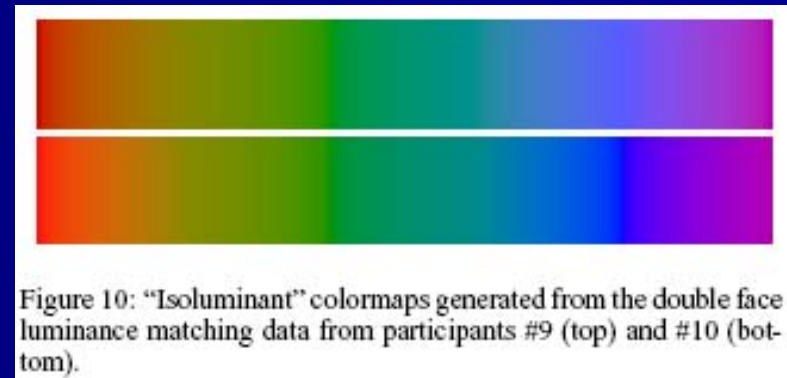 Figure 10: “Isoluminant” colormaps generated from the double face
luminance matching data from participants #9 (top) and #10 (bot-
tom).